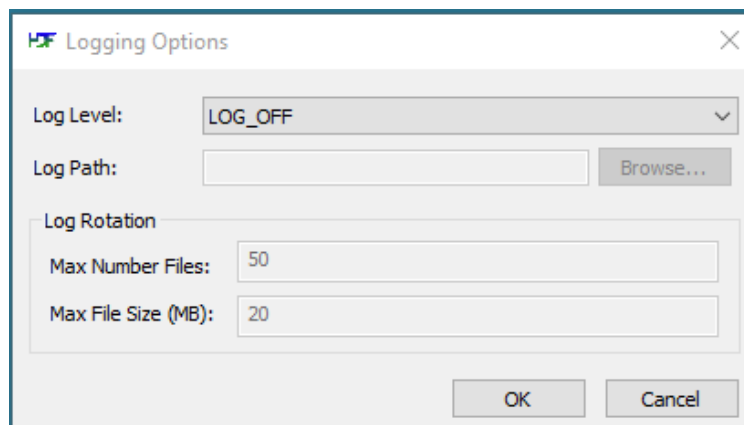 HDF Logging Options
Log Level: LOG_OFF
Log Path: Browse...
Log Rotation
Max Number Files: 50
Max File Size (MB): 20
OK Cancel